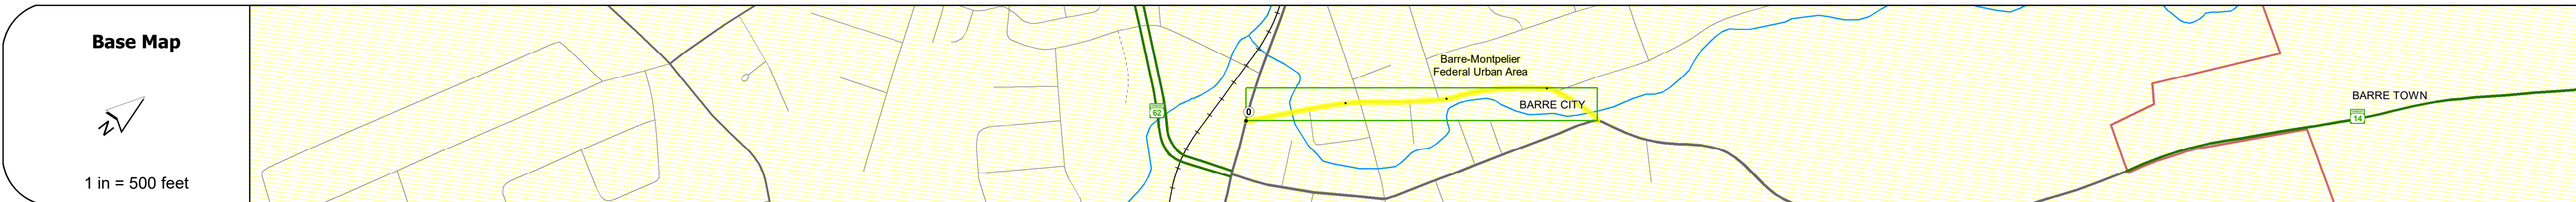 Base Map
N
1 in = 500 feet
62
0
Barre-Montpelier
Federal Urban Area
BARRE CITY
BARRE TOWN
14